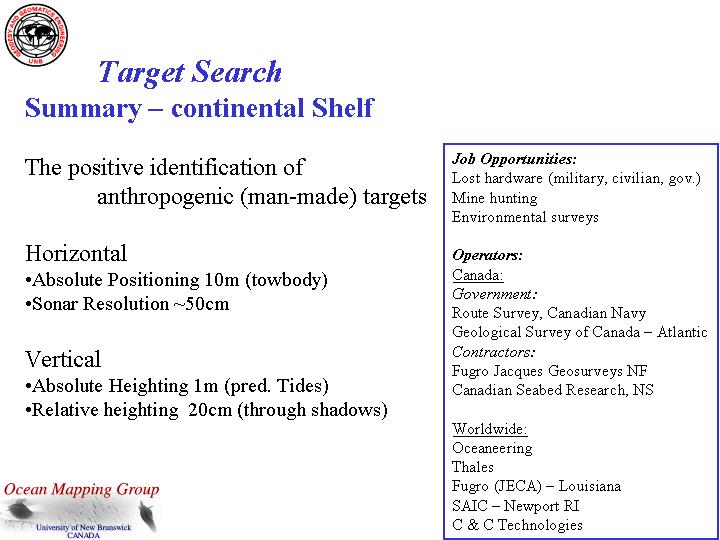 GEODESY AND GEOMATICS ENGINEERING
UNB
Target Search
Summary – continental Shelf
The positive identification of
anthropogenic (man-made) targets
Horizontal
•Absolute Positioning 10m (towbody)
•Sonar Resolution ~50cm
Vertical
•Absolute Heighting 1m (pred. Tides)
•Relative heighting 20cm (through shadows)
Job Opportunities:
Lost hardware (military, civilian, gov.)
Mine hunting
Environmental surveys
Operators:
Canada:
Government:
Route Survey, Canadian Navy
Geological Survey of Canada – Atlantic
Contractors:
Fugro Jacques Geosurveys NF
Canadian Seabed Research, NS
Worldwide:
Oceaneering
Thales
Fugro (JECA) – Louisiana
SAIC – Newport RI
C & C Technologies
Ocean Mapping Group
University of New Brunswick
CANADA